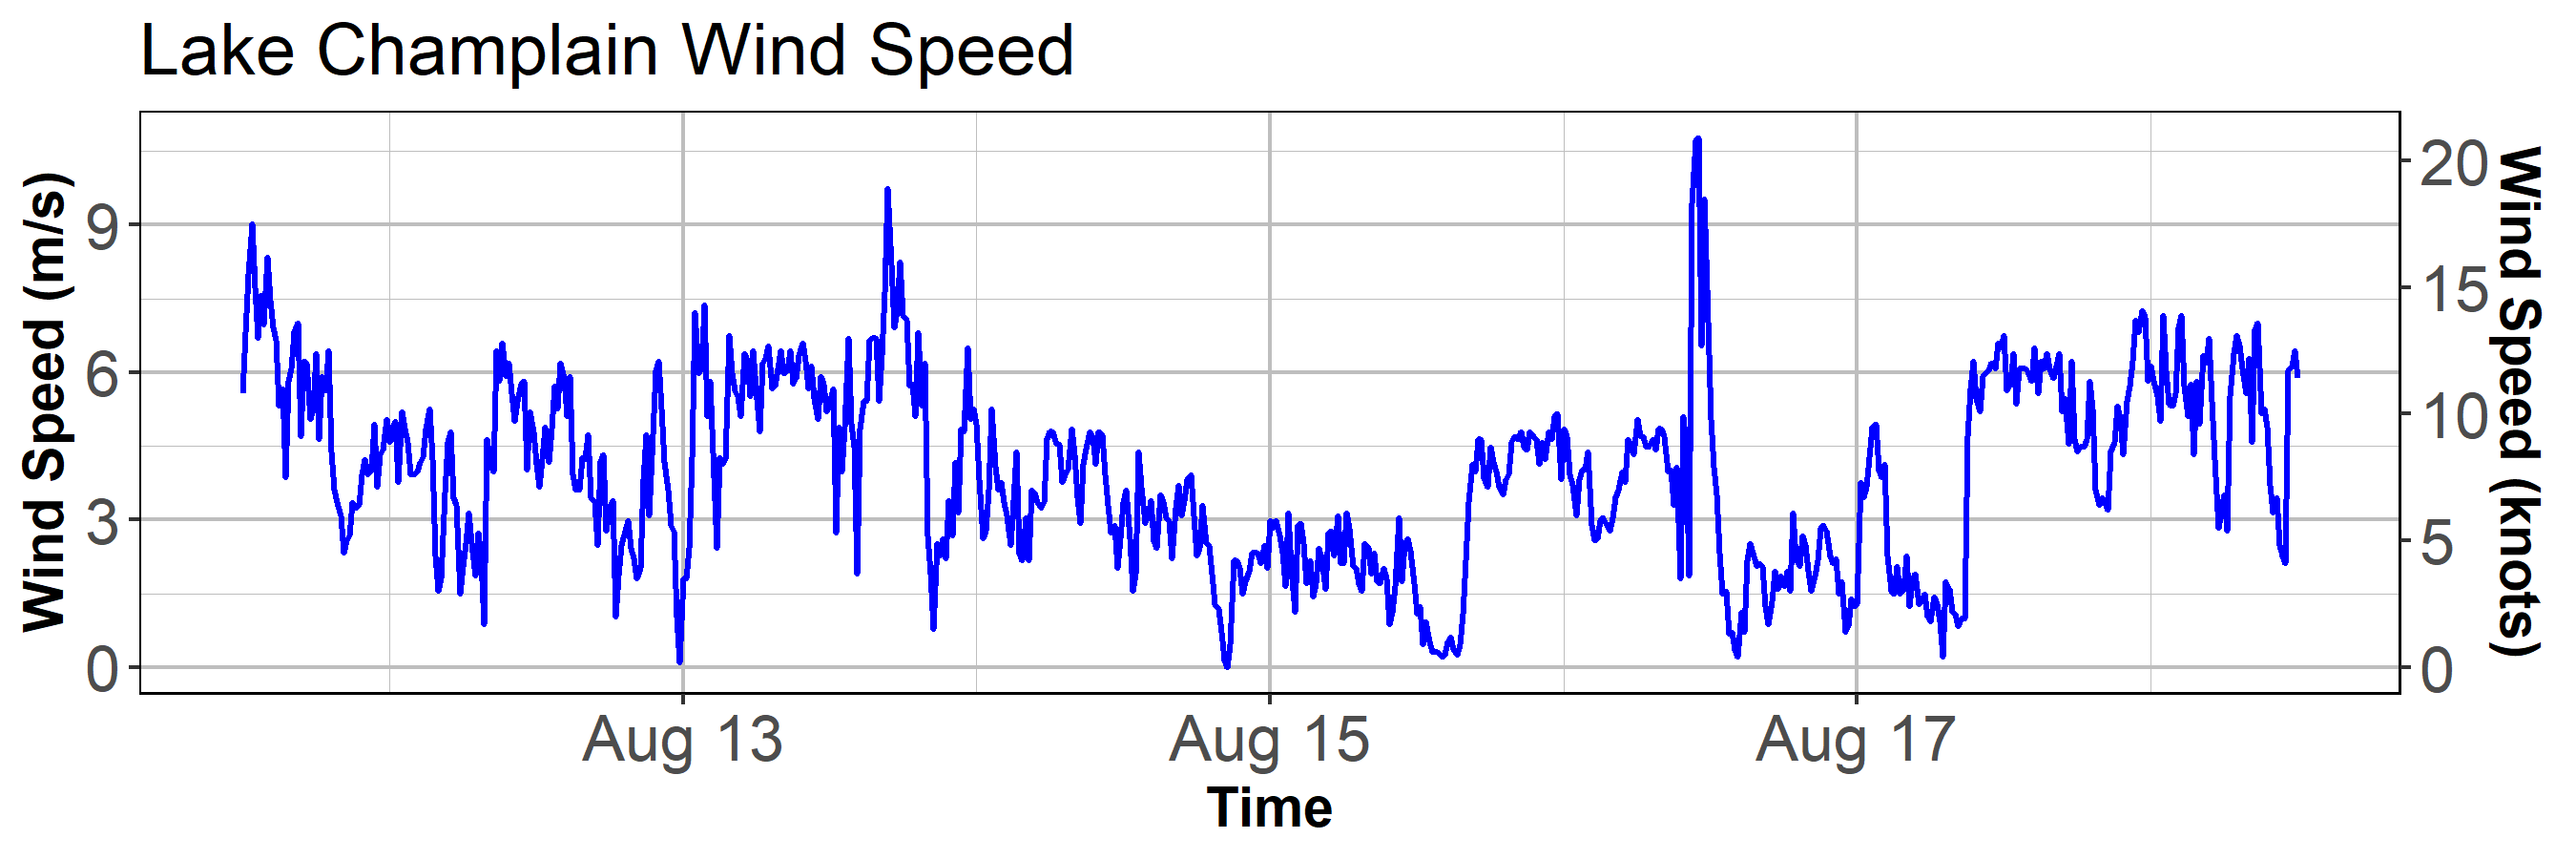 Lake Champlain Wind Speed
Wind Speed (m/s)
9
6
3
0
20
15
10
5
0
Wind Speed (knots)
Aug 13
Aug 15
Aug 17
Time